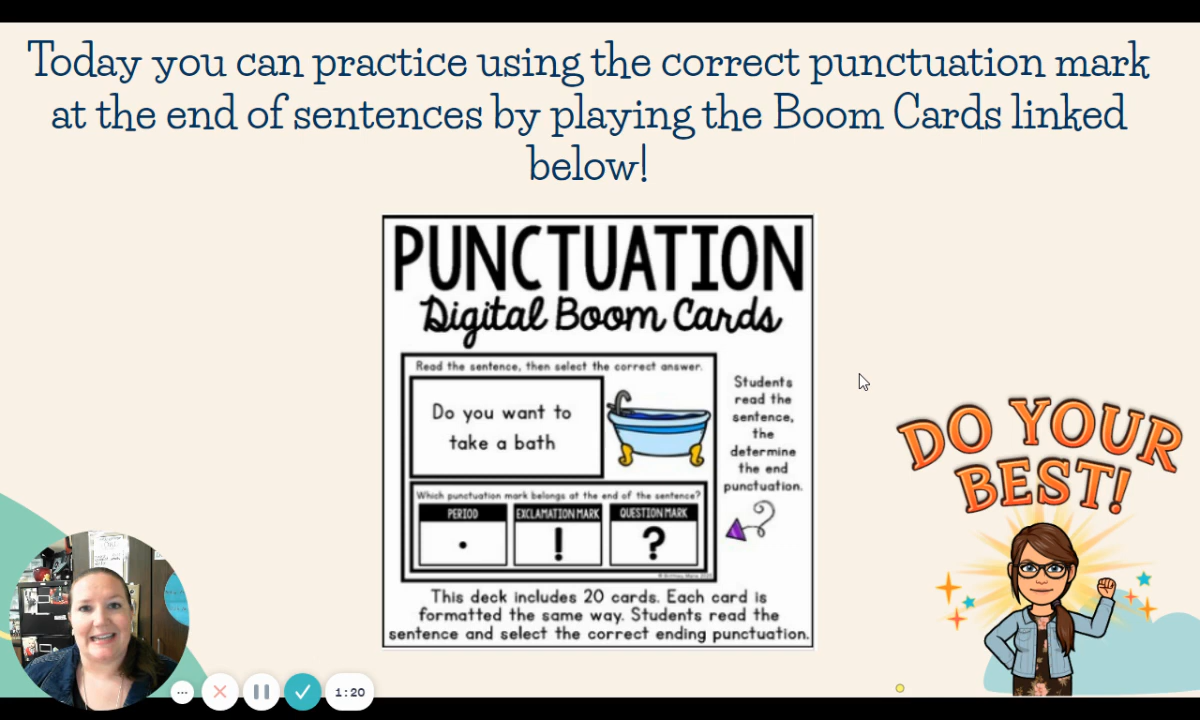 Today you can practice using the correct punctuation mark
at the end of sentences by playing the Boom Cards linked
below!
PUNCTUATION
Digital Boom Cards
Read the sentence, then select the correct answer.
Do you want to
take a bath
Which punctuation mark belongs at the end of the sentence?
PERIOD
EXCLAMATION MARK
QUESTION MARK
.
!
?
Students
read the
sentence,
the
determine
the end
punctuation.
This deck includes 20 cards. Each card is
formatted the same way. Students read the
sentence and select the correct ending punctuation.
DO YOUR
BEST!
1:20